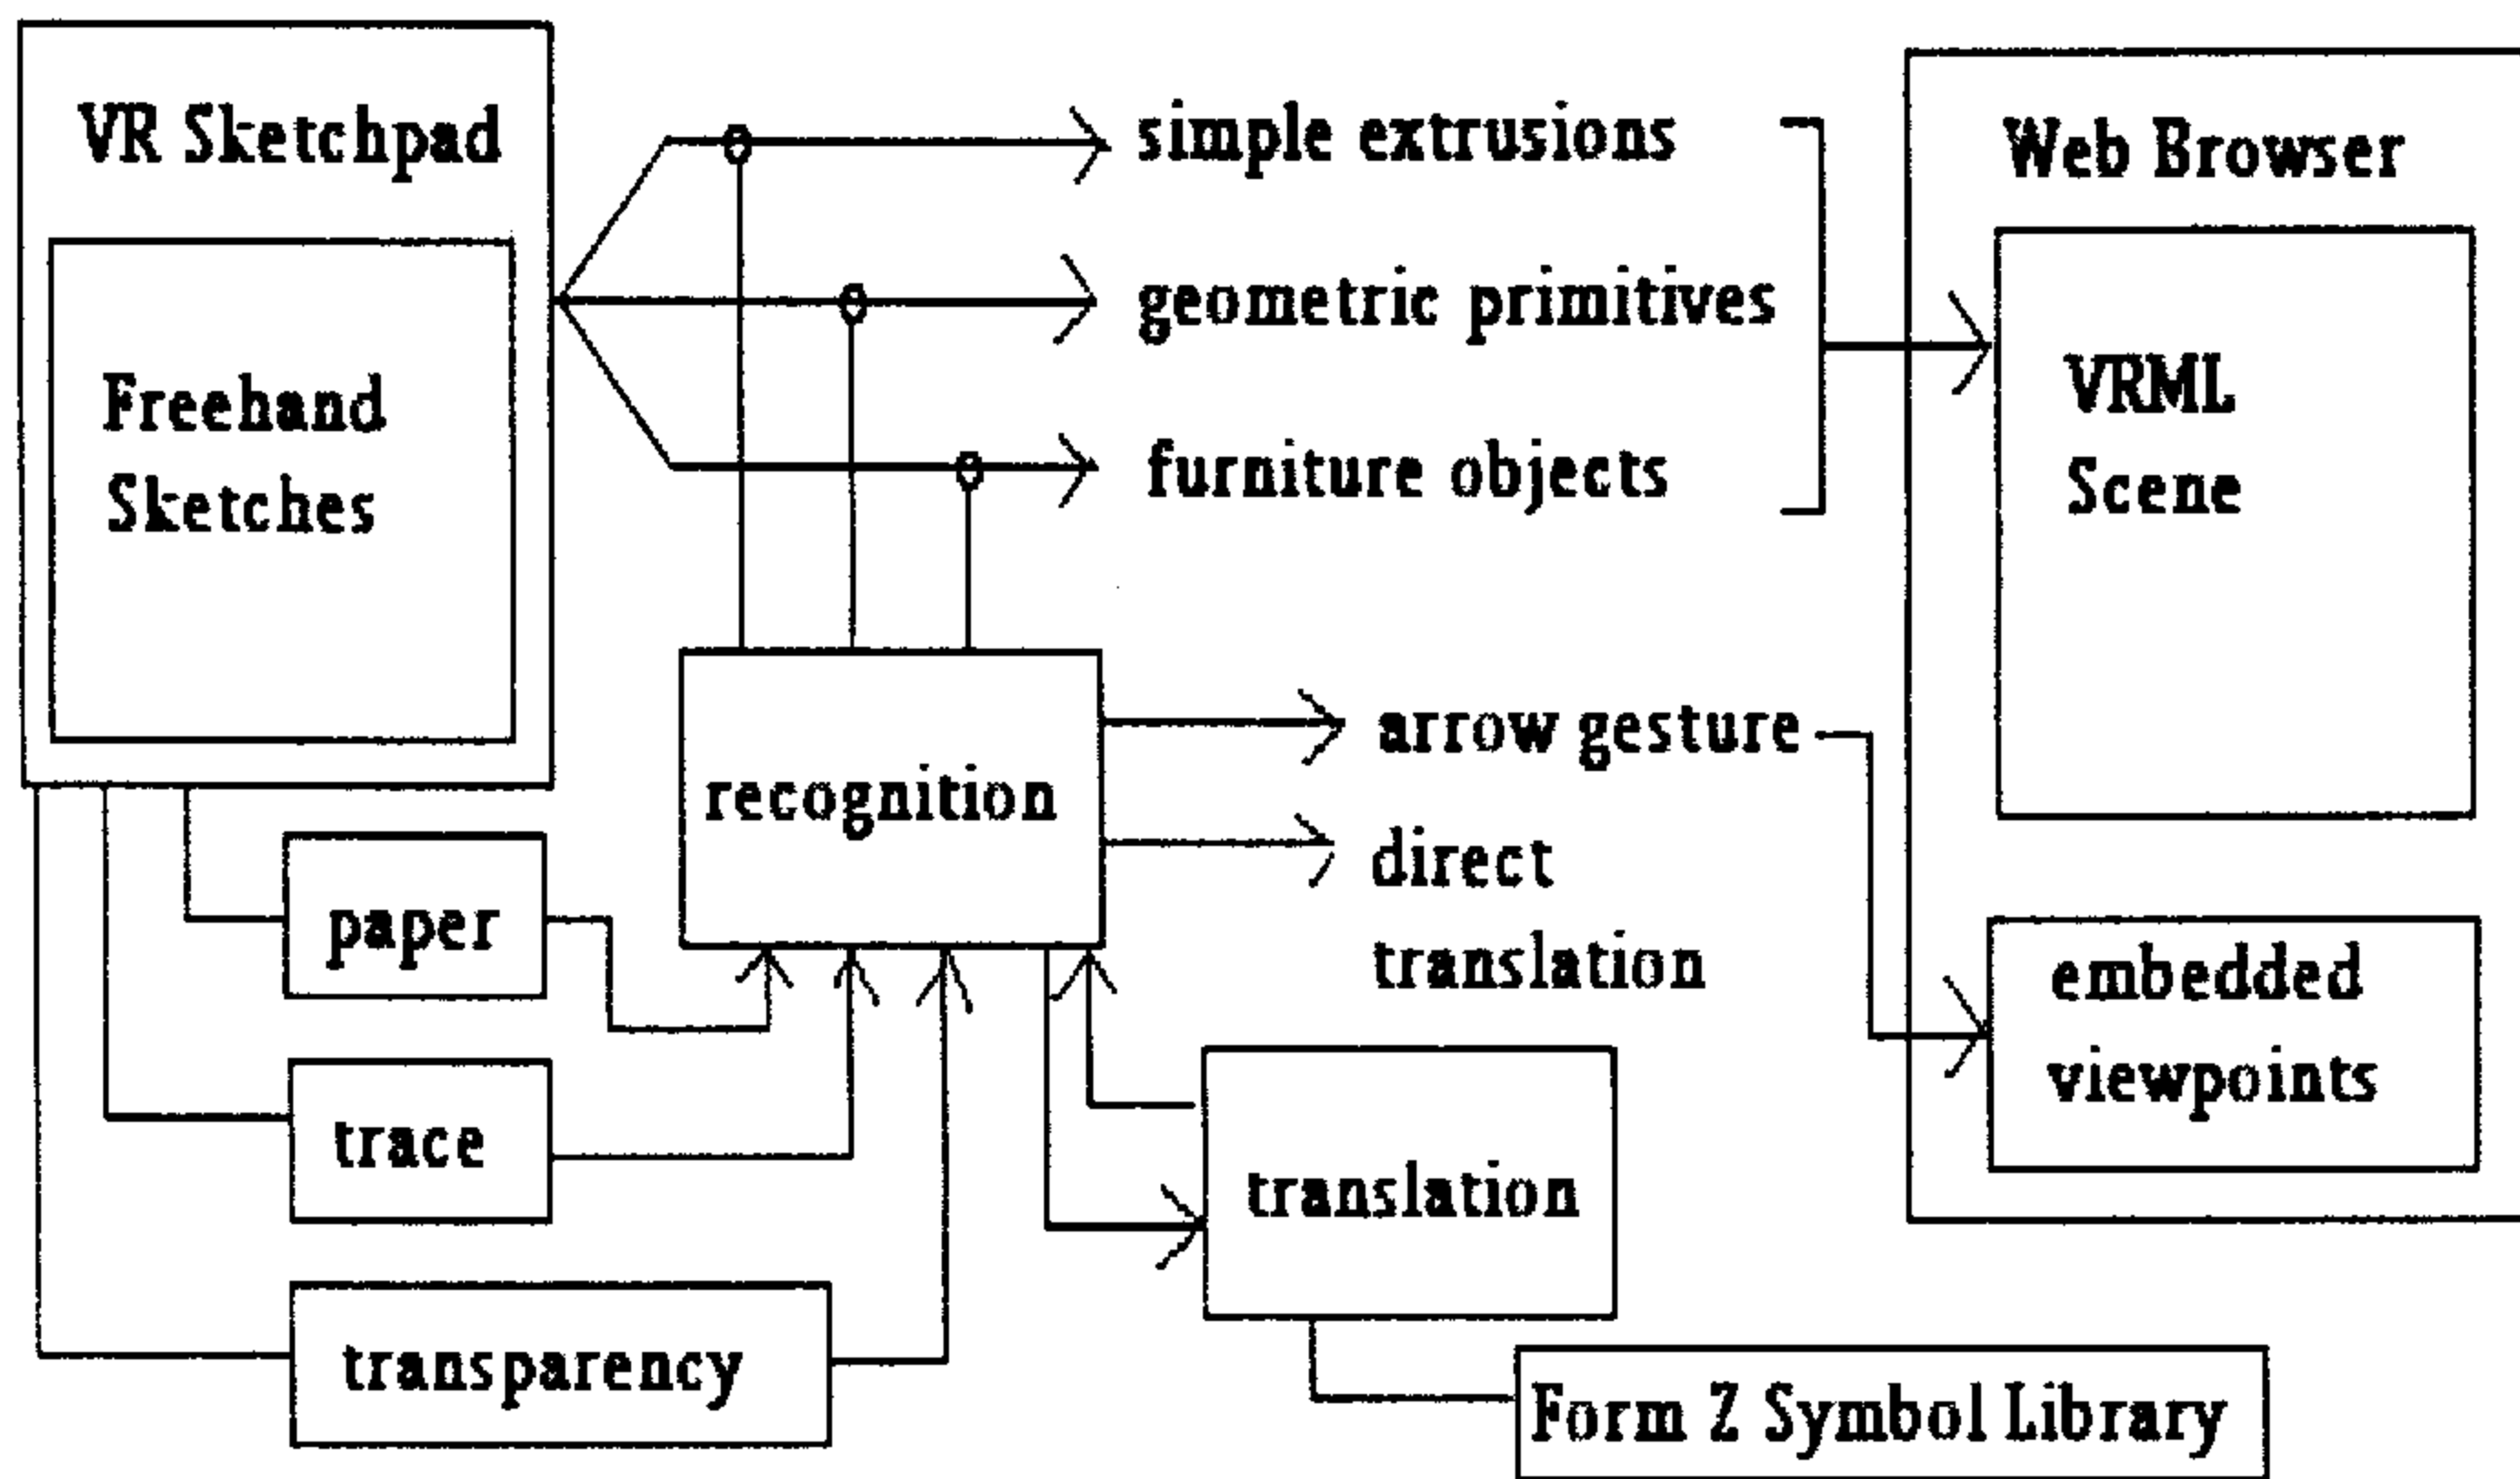 VR Sketchpad
Freehand
Sketches
simple extrusions
geometric primitives
furniture objects
Web Browser
VRML
Scene
recognition
arrow gesture
direct
translation
paper
trace
transparency
translation
embedded
viewpoints
Form Z Symbol Library